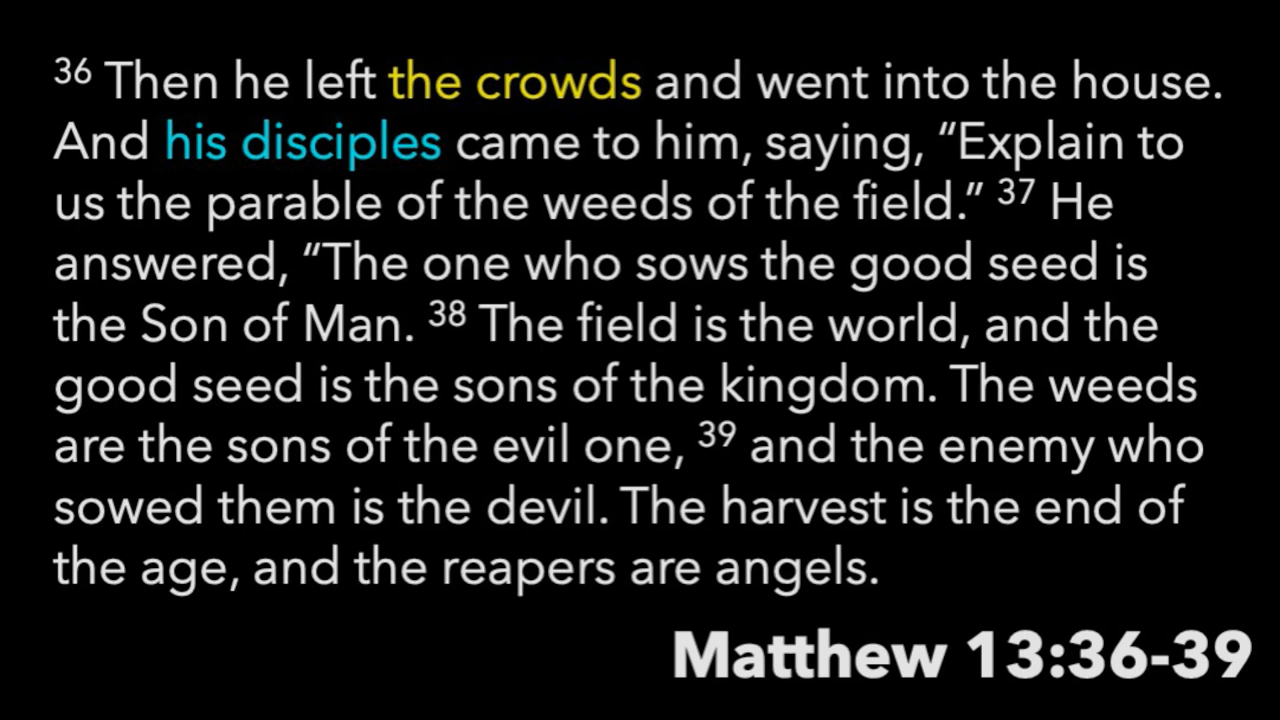 36 Then he left the crowds and went into the house.
And his disciples came to him, saying, “Explain to
us the parable of the weeds of the field.” 37 He
answered, “The one who sows the good seed is
the Son of Man. 38 The field is the world, and the
good seed is the sons of the kingdom. The weeds
are the sons of the evil one, 39 and the enemy who
sowed them is the devil. The harvest is the end of
the age, and the reapers are angels.
Matthew 13:36-39